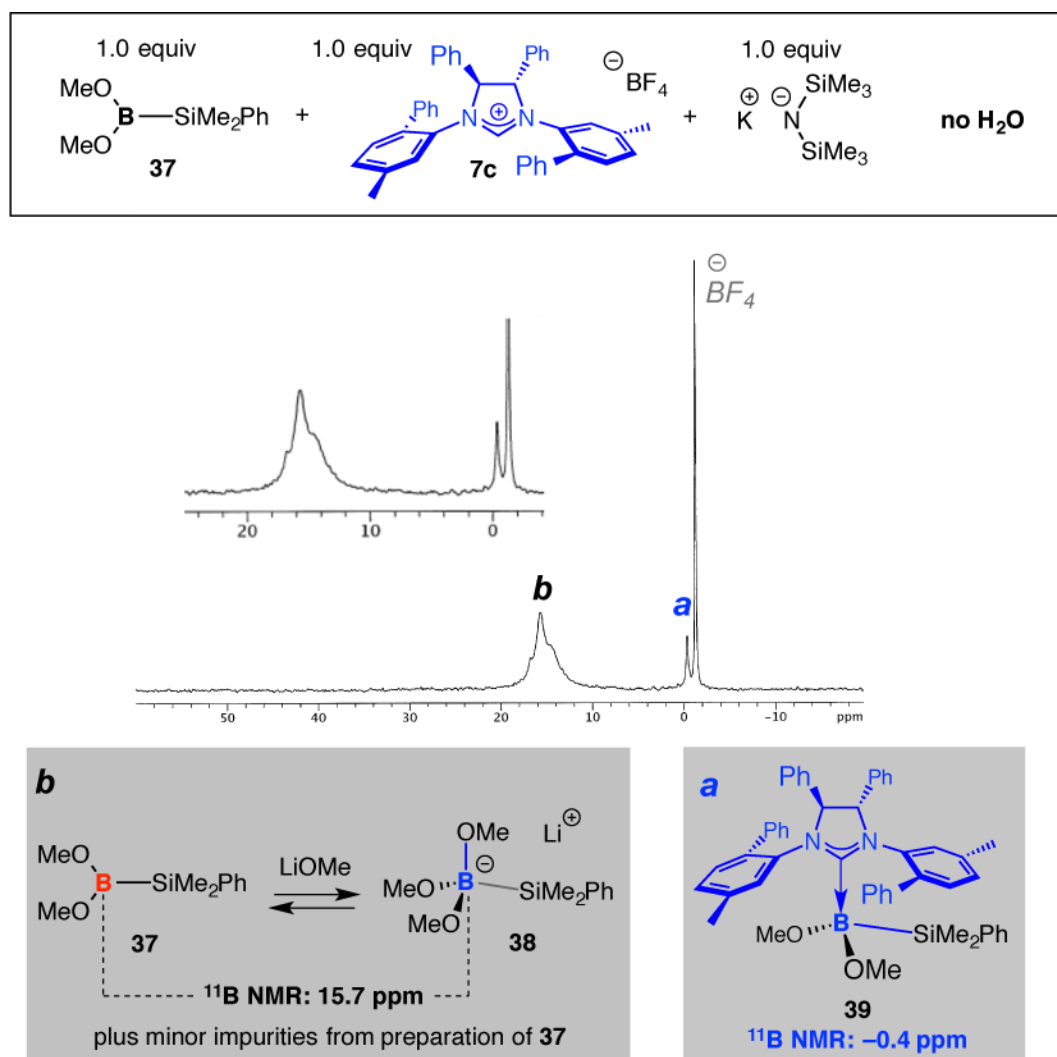 1.0 equiv
MeO
MeO
B
SiMe2Ph
37
+
1.0 equiv
Ph
Ph
Ph
N
⊕
N
Ph
7c
⊖
BF4
+
1.0 equiv
K ⊕
⊖
N
SiMe3
SiMe3
no H2O
⊖
BF4
20 10 0
b
a
50 40 30 20 10 0 -10 ppm
b
MeO
MeO
B
SiMe2Ph
37
LiOMe
OMe
Li ⊕
⊖
MeO
B
SiMe2Ph
MeO
38
11B NMR: 15.7 ppm
plus minor impurities from preparation of 37
a
Ph
Ph
Ph
N
N
Ph
MeO
B
SiMe2Ph
OMe
39
11B NMR: –0.4 ppm